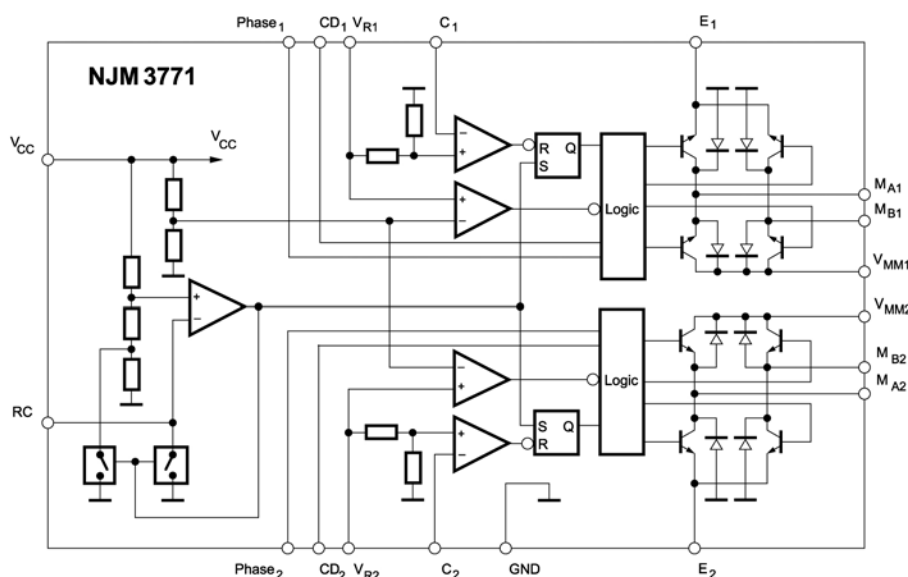 Phase1 CD1 VR1 C1 E1
NJM 3771
VCC VCC
R Q
S
MA1
MB1
Logic
VMM1
VMM2
MB2
Logic
MA2
RC
S Q
R
Phase2 CD2 VR2 C2 GND E2
+
−
+
−
+
−
+
−
+
−